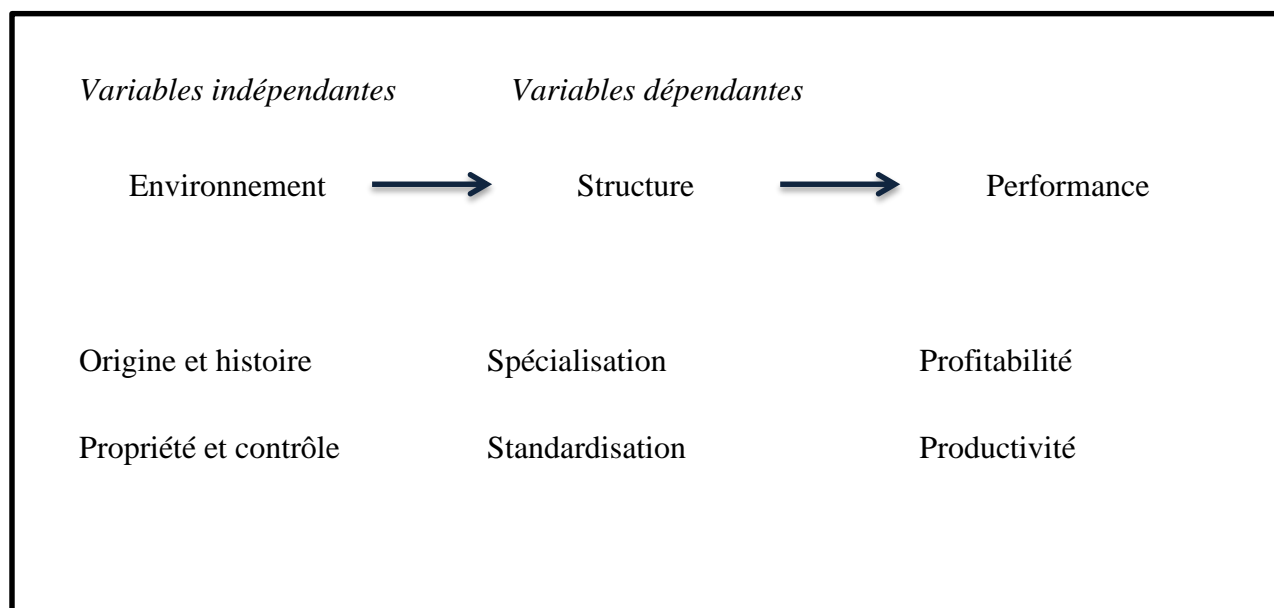 Variables indépendantes Variables dépendantes
Environnement Structure Performance
Origine et histoire Spécialisation Profitabilité
Propriété et contrôle Standardisation Productivité